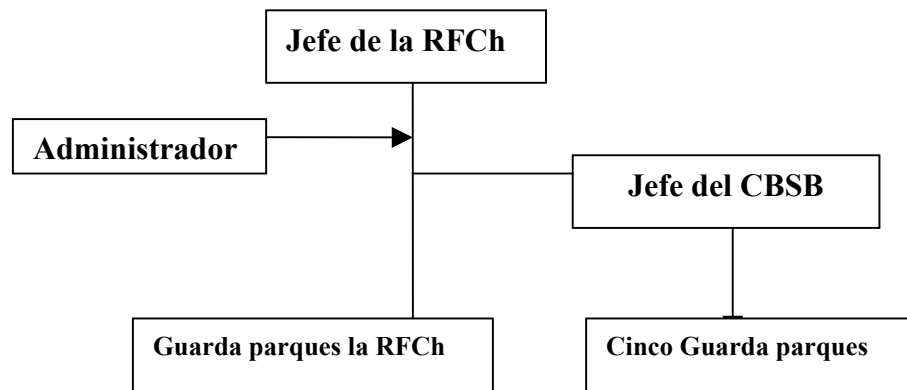 Jefe de la RFCh
Administrador
Jefe del CBSB
Guarda parques la RFCh
Cinco Guarda parques